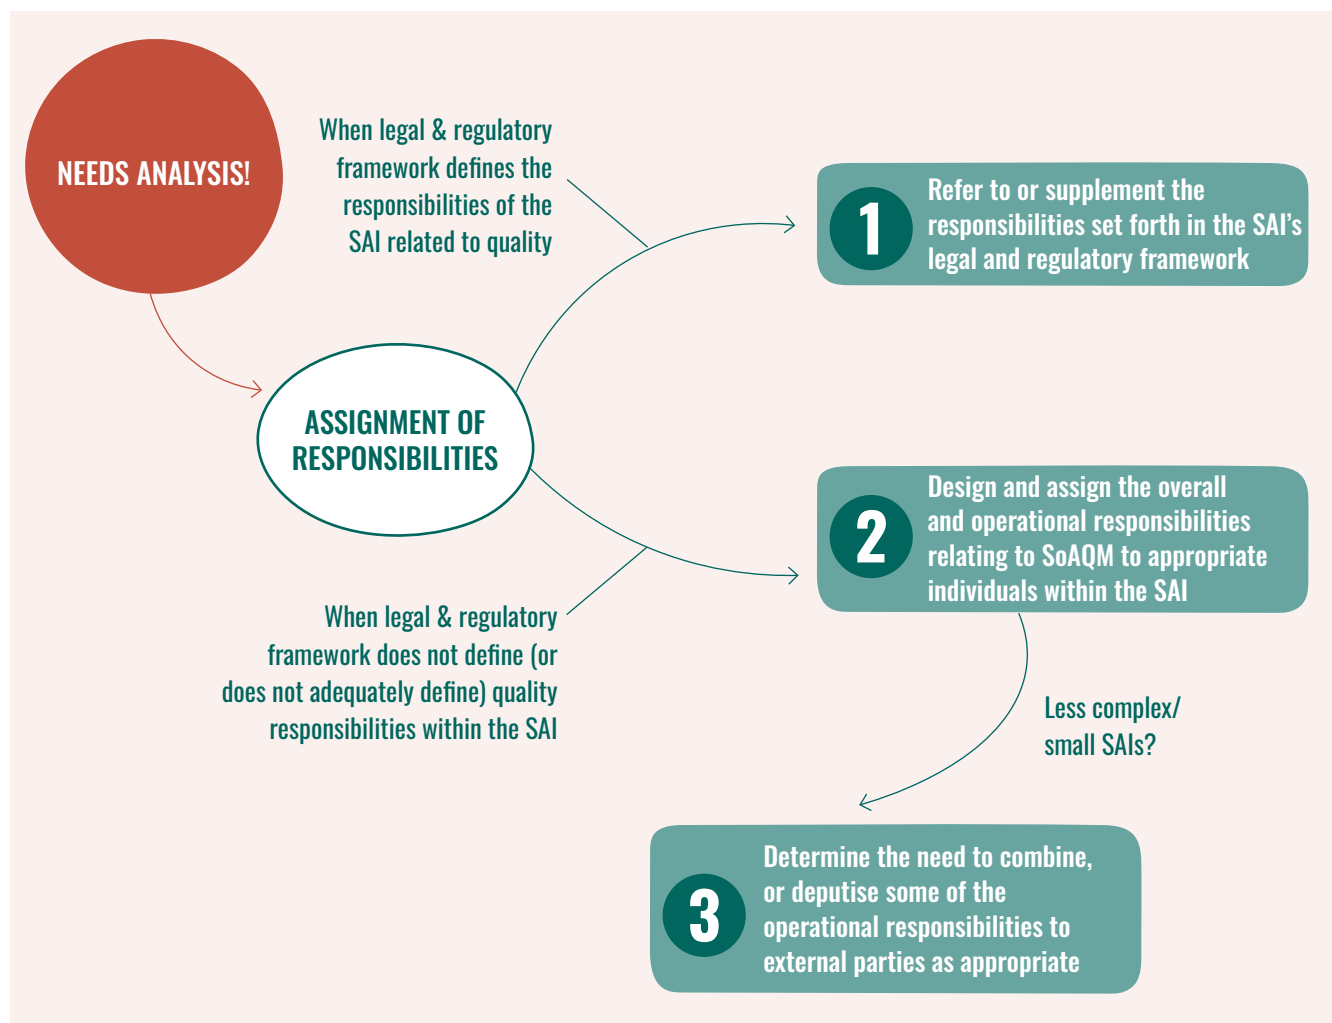 NEEDS ANALYSIS!
When legal & regulatory
framework defines the
responsibilities of the
SAI related to quality
1
Refer to or supplement the
responsibilities set forth in the SAI’s
legal and regulatory framework
ASSIGNMENT OF
RESPONSIBILITIES
2
Design and assign the overall
and operational responsibilities
relating to SoAQM to appropriate
individuals within the SAI
When legal & regulatory
framework does not define (or
does not adequately define) quality
responsibilities within the SAI
Less complex/
small SAIs?
3
Determine the need to combine,
or deputise some of the
operational responsibilities to
external parties as appropriate